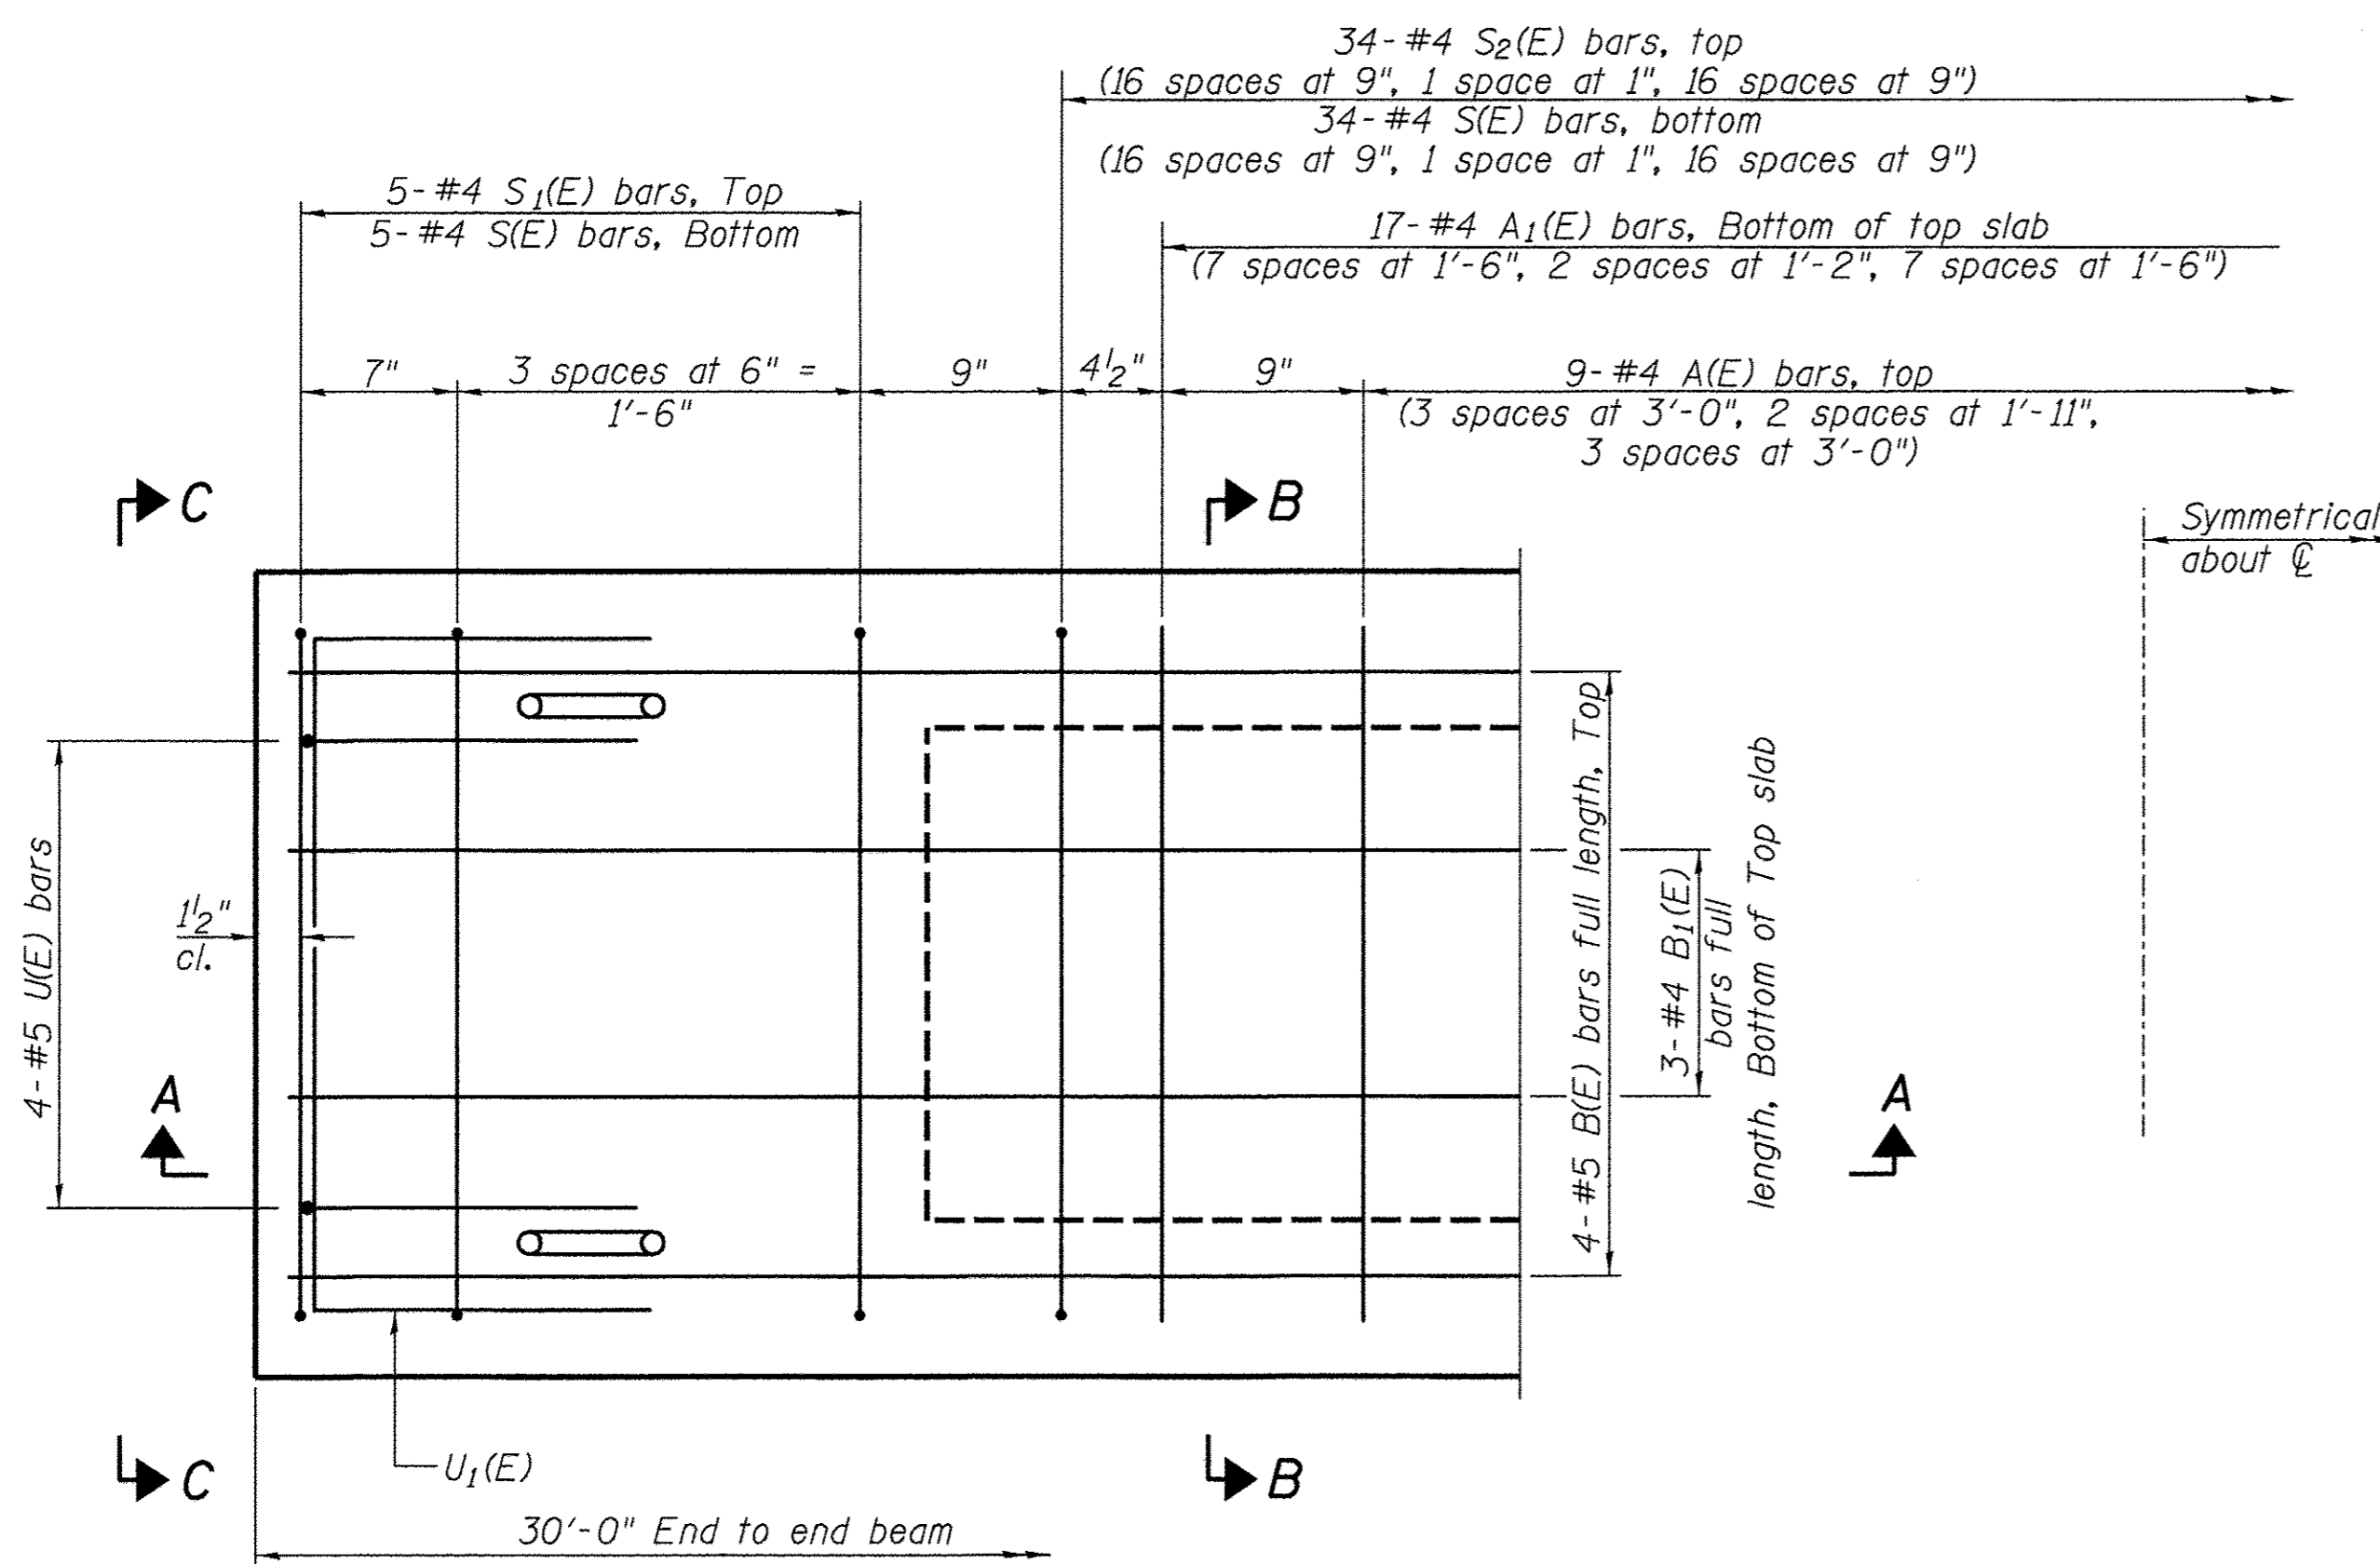 34-#4 S2(E) bars, top
(16 spaces at 9", 1 space at 1", 16 spaces at 9")
34-#4 S(E) bars, bottom
(16 spaces at 9", 1 space at 1", 16 spaces at 9")
5-#4 S1(E) bars, Top
5-#4 S(E) bars, Bottom
17-#4 A1(E) bars, Bottom of top slab
(7 spaces at 1'-6", 2 spaces at 1'-2", 7 spaces at 1'-6")
7"
3 spaces at 6" =
1'-6"
9"
4½"
9"
9-#4 A(E) bars, top
(3 spaces at 3'-0", 2 spaces at 1'-11",
3 spaces at 3'-0")
C
B
Symmetrical
about ℄
4-#5 U(E) bars
1½"
cl.
4-#5 B(E) bars full length, Top
3-#4 B1(E)
bars full
length, Bottom of Top slab
A
A
U1(E)
C
B
30'-0" End to end beam